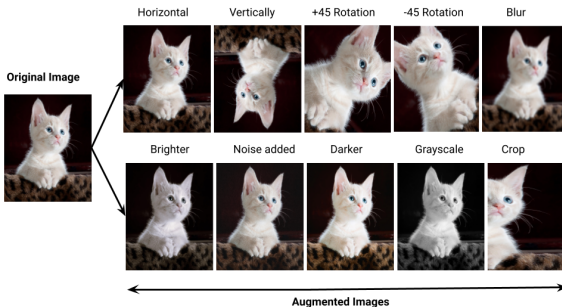 Horizontal
Vertically
+45 Rotation
-45 Rotation
Blur
Original Image
Brighter
Noise added
Darker
Grayscale
Crop
Augmented Images